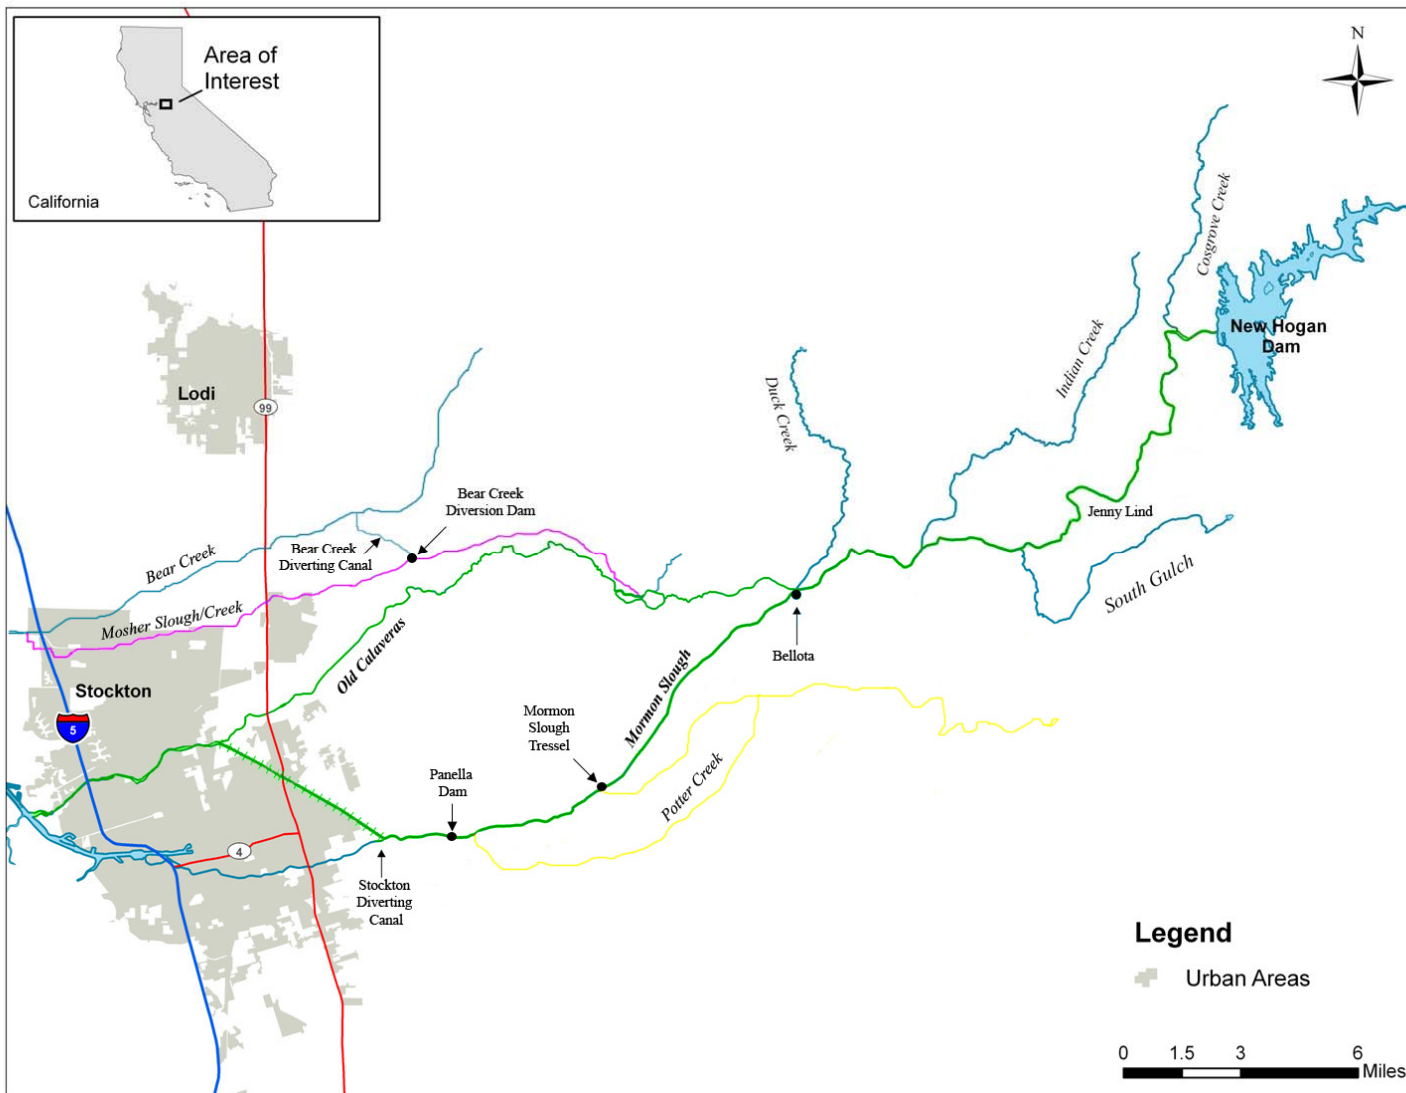 Area of
Interest
California
N
Cosgrove Creek
New Hogan
Dam
Indian Creek
Duck Creek
Lodi
99
Bear Creek
Diversion Dam
Jenny Lind
Bear Creek
Bear Creek
Diverting Canal
South Gulch
Mosher Slough/Creek
Old Calaveras
Bellota
Mormon Slough
Stockton
5
Mormon
Slough
Tressel
Potter Creek
Panella
Dam
4
Stockton
Diverting
Canal
Legend
Urban Areas
0 1.5 3 6
Miles